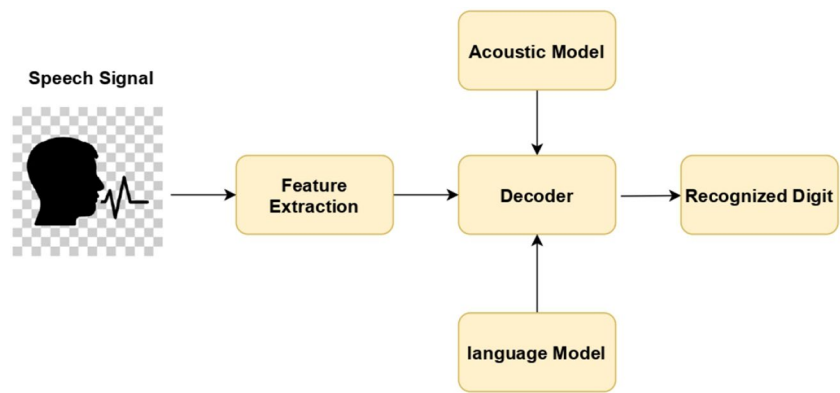 Acoustic Model
Speech Signal
Feature
Extraction
Decoder
Recognized Digit
language Model